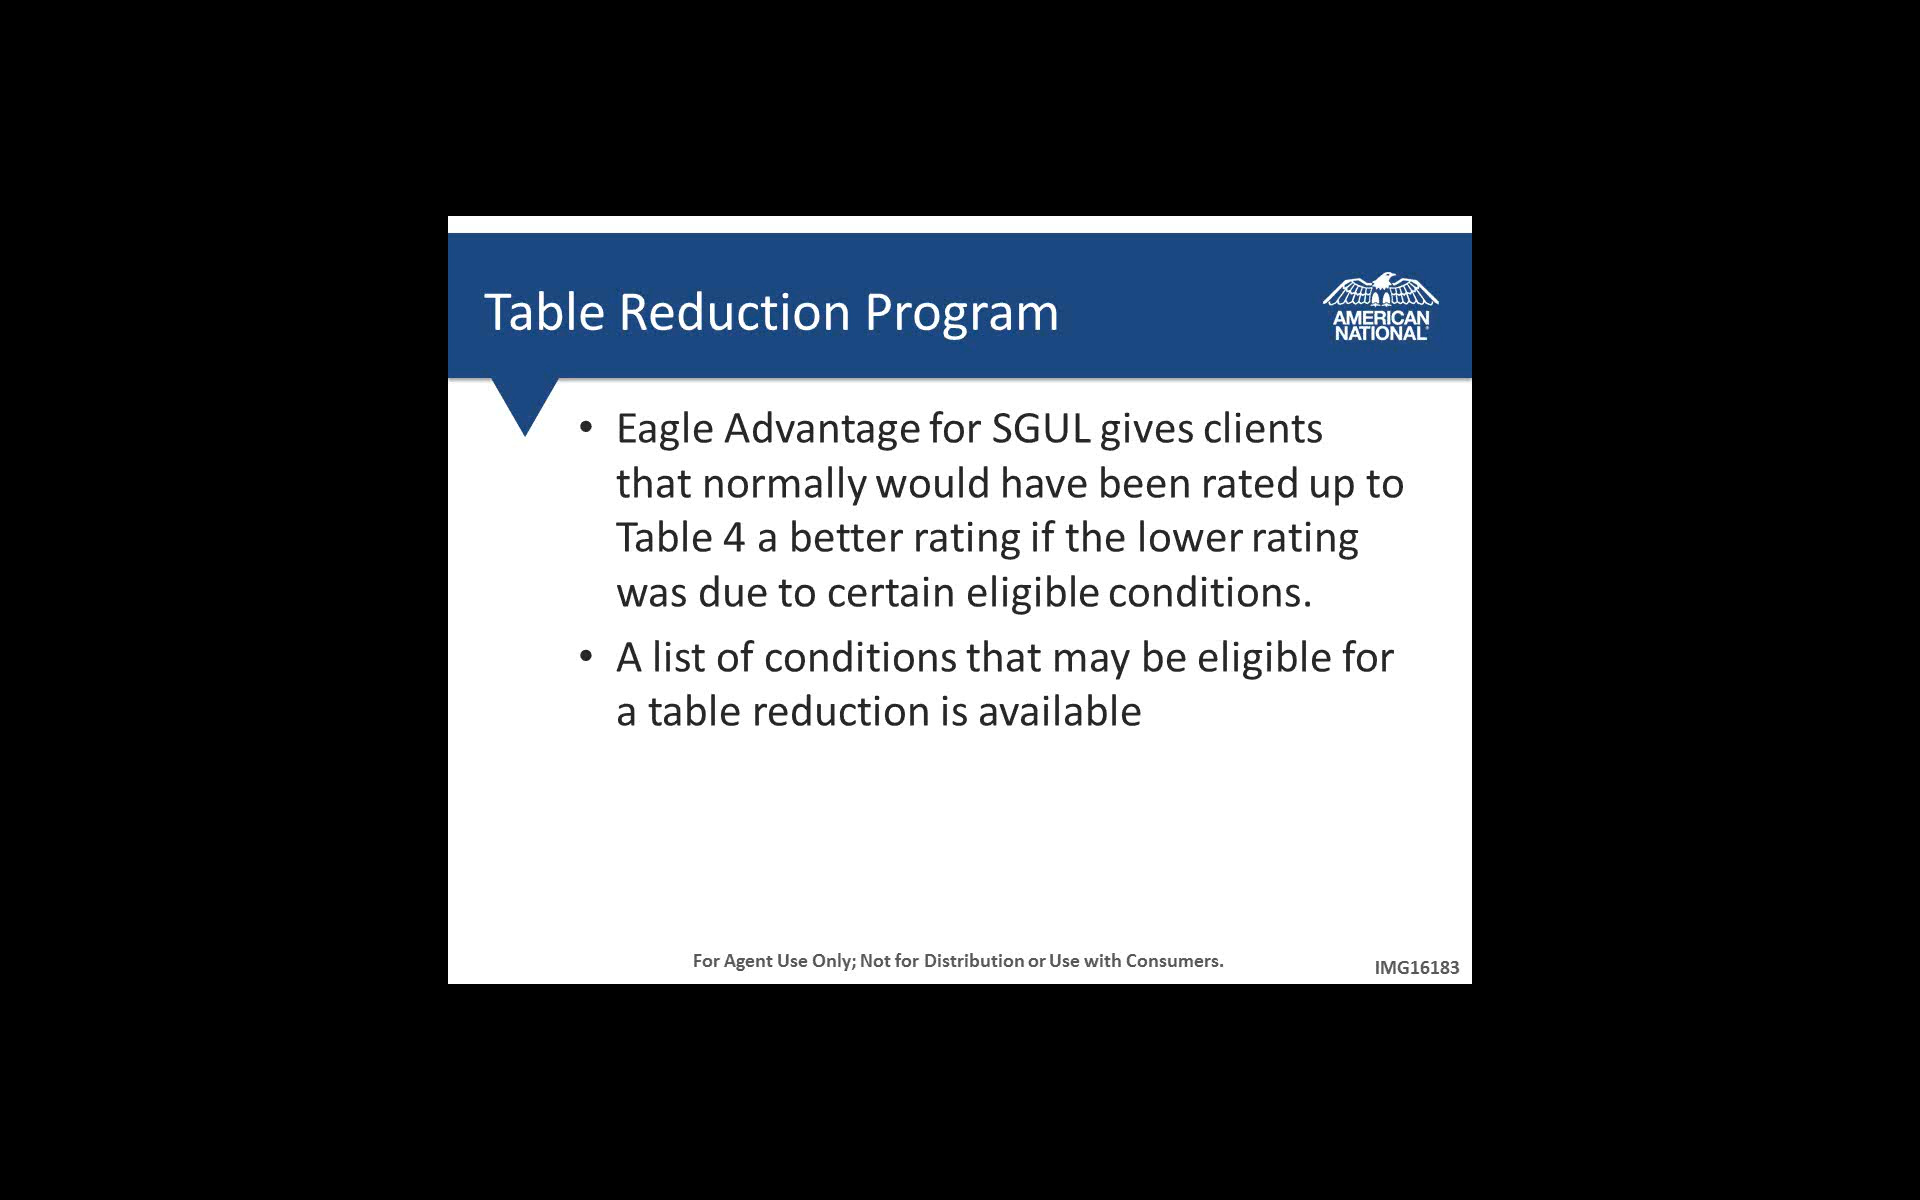 Table Reduction Program
AMERICAN
NATIONAL
• Eagle Advantage for SGUL gives clients
that normally would have been rated up to
Table 4 a better rating if the lower rating
was due to certain eligible conditions.
• A list of conditions that may be eligible for
a table reduction is available
For Agent Use Only; Not for Distribution or Use with Consumers.
IMG16183